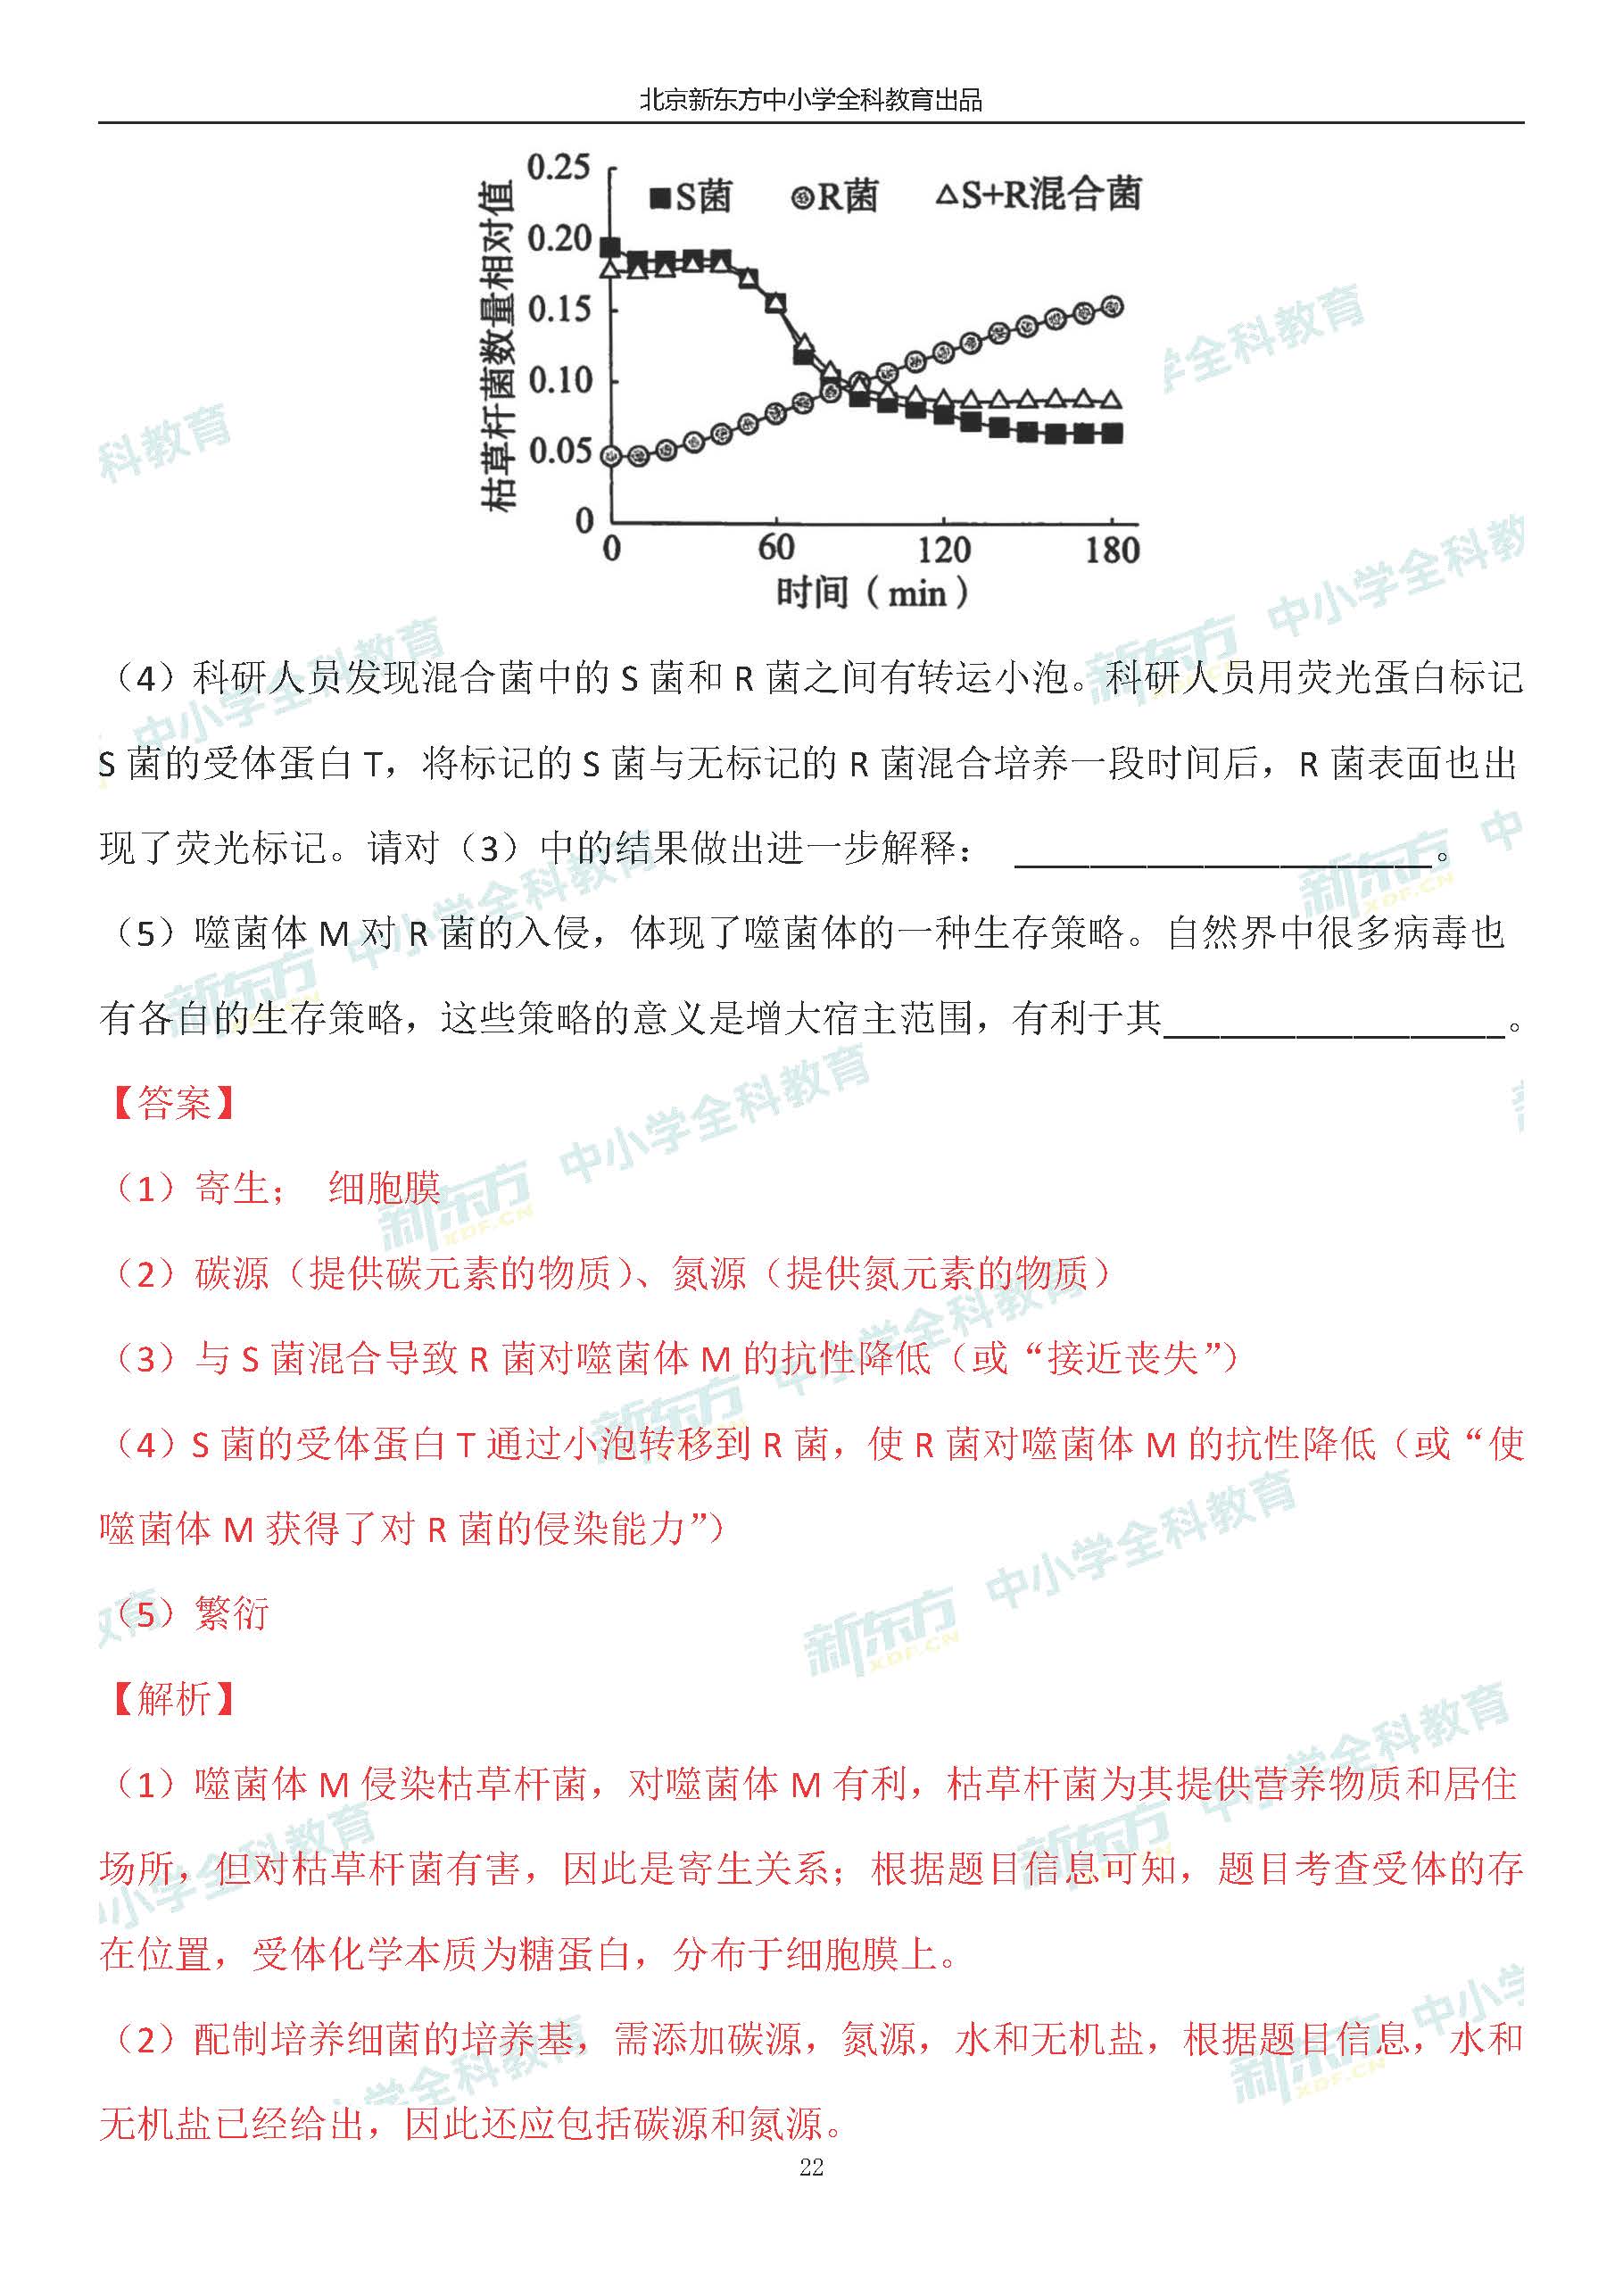 北京新东方中小学全科教育出品
枯草杆菌数量相对值
0.25
0.20
0.15
0.10
0.05
0
■S菌 R菌 △S+R混合菌
0 60 120 180
时间（min）
（4）科研人员发现混合菌中的 S 菌和 R 菌之间有转运小泡。科研人员用荧光蛋白标记
S 菌的受体蛋白 T，将标记的 S 菌与无标记的 R 菌混合培养一段时间后，R 菌表面也出
现了荧光标记。请对（3）中的结果做出进一步解释： ____________________。
（5）噬菌体 M 对 R 菌的入侵，体现了噬菌体的一种生存策略。自然界中很多病毒也
有各自的生存策略，这些策略的意义是增大宿主范围，有利于其________________。
【答案】
（1）寄生； 细胞膜
（2）碳源（提供碳元素的物质）、氮源（提供氮元素的物质）
（3）与 S 菌混合导致 R 菌对噬菌体 M 的抗性降低（或“接近丧失”）
（4）S 菌的受体蛋白 T 通过小泡转移到 R 菌，使 R 菌对噬菌体 M 的抗性降低（或“使
噬菌体 M 获得了对 R 菌的侵染能力”）
（5）繁衍
【解析】
（1）噬菌体 M 侵染枯草杆菌，对噬菌体 M 有利，枯草杆菌为其提供营养物质和居住
场所，但对枯草杆菌有害，因此是寄生关系；根据题目信息可知，题目考查受体的存
在位置，受体化学本质为糖蛋白，分布于细胞膜上。
（2）配制培养细菌的培养基，需添加碳源，氮源，水和无机盐，根据题目信息，水和
无机盐已经给出，因此还应包括碳源和氮源。
22
新东方 XDF.CN 中小学全科教育